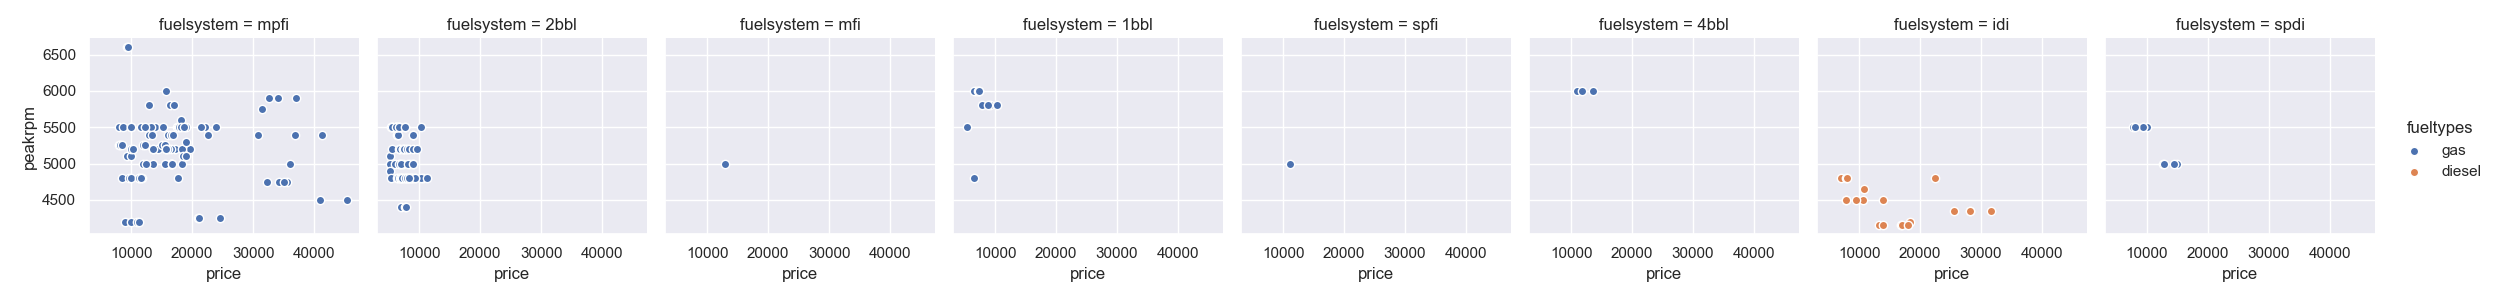 fuelsystem = mpfi
fuelsystem = 2bbl
fuelsystem = mfi
fuelsystem = 1bbl
fuelsystem = spfi
fuelsystem = 4bbl
fuelsystem = idi
fuelsystem = spdi
peakrpm
6500
6000
5500
5000
4500
10000 20000 30000 40000
price
10000 20000 30000 40000
price
10000 20000 30000 40000
price
10000 20000 30000 40000
price
10000 20000 30000 40000
price
10000 20000 30000 40000
price
10000 20000 30000 40000
price
10000 20000 30000 40000
price
fueltypes
gas
diesel